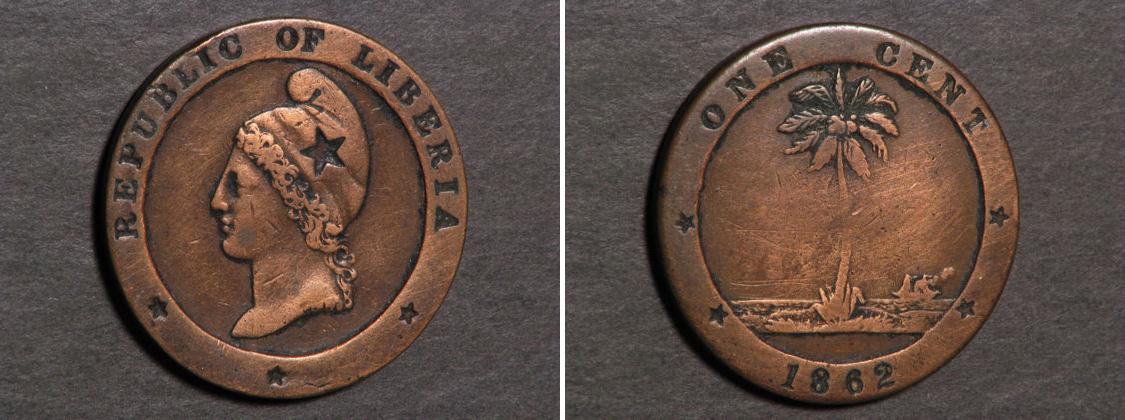 REPUBLIC OF LIBERIA
ONE CENT
1862